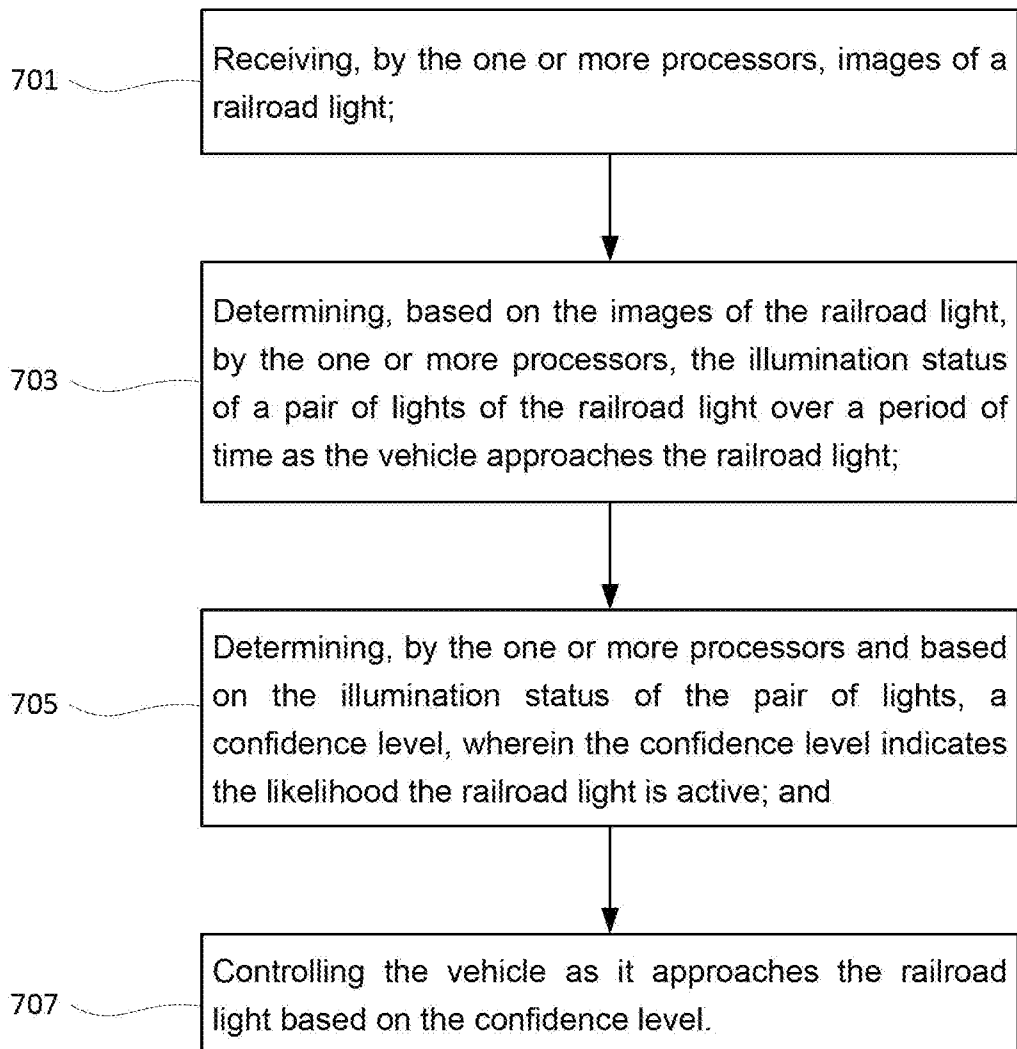 701
Receiving, by the one or more processors, images of a
railroad light;
703
Determining, based on the images of the railroad light,
by the one or more processors, the illumination status
of a pair of lights of the railroad light over a period of
time as the vehicle approaches the railroad light;
705
Determining, by the one or more processors and based
on the illumination status of the pair of lights, a
confidence level, wherein the confidence level indicates
the likelihood the railroad light is active; and
707
Controlling the vehicle as it approaches the railroad
light based on the confidence level.